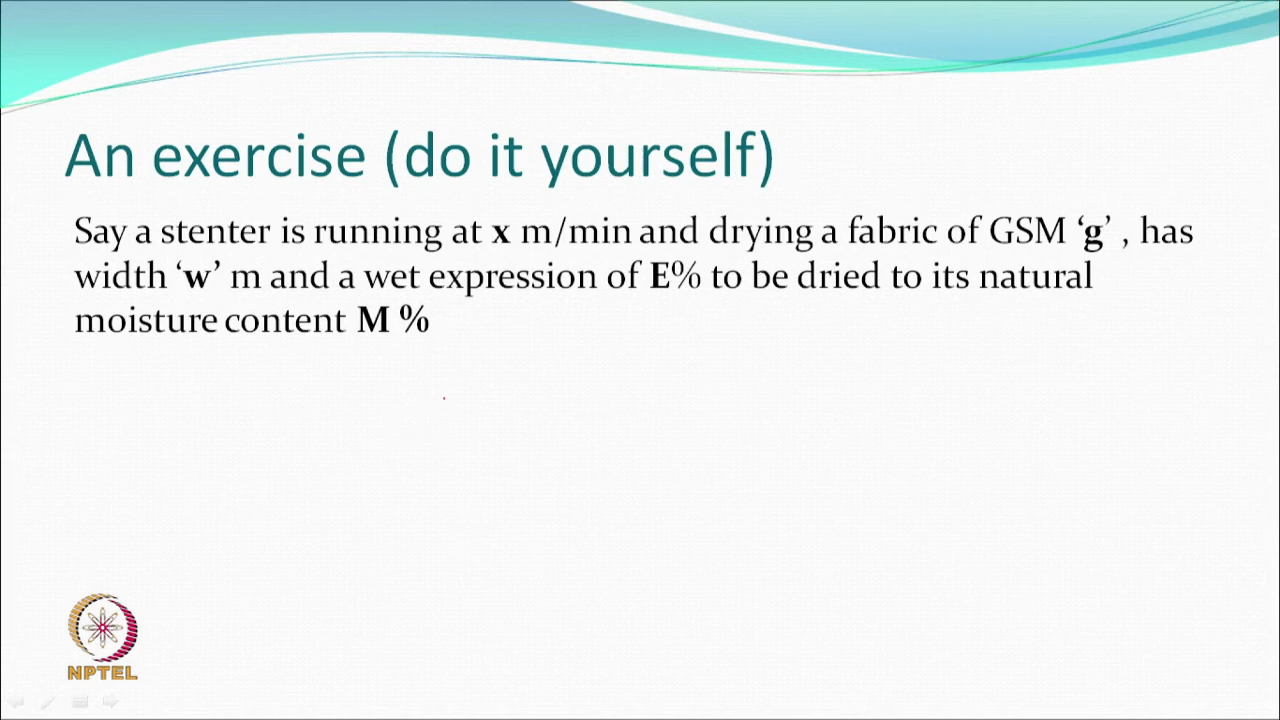 An exercise (do it yourself)
Say a stenter is running at x m/min and drying a fabric of GSM ‘g’ , has
width ‘w’ m and a wet expression of E% to be dried to its natural
moisture content M %
NPTEL